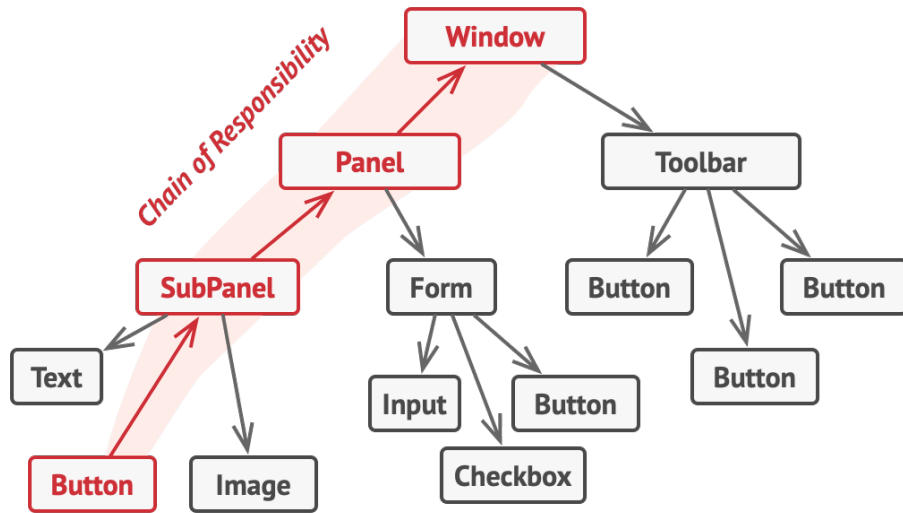 Window
Chain of Responsibility
Panel
Toolbar
SubPanel
Form
Button
Button
Text
Input
Button
Button
Button
Image
Checkbox